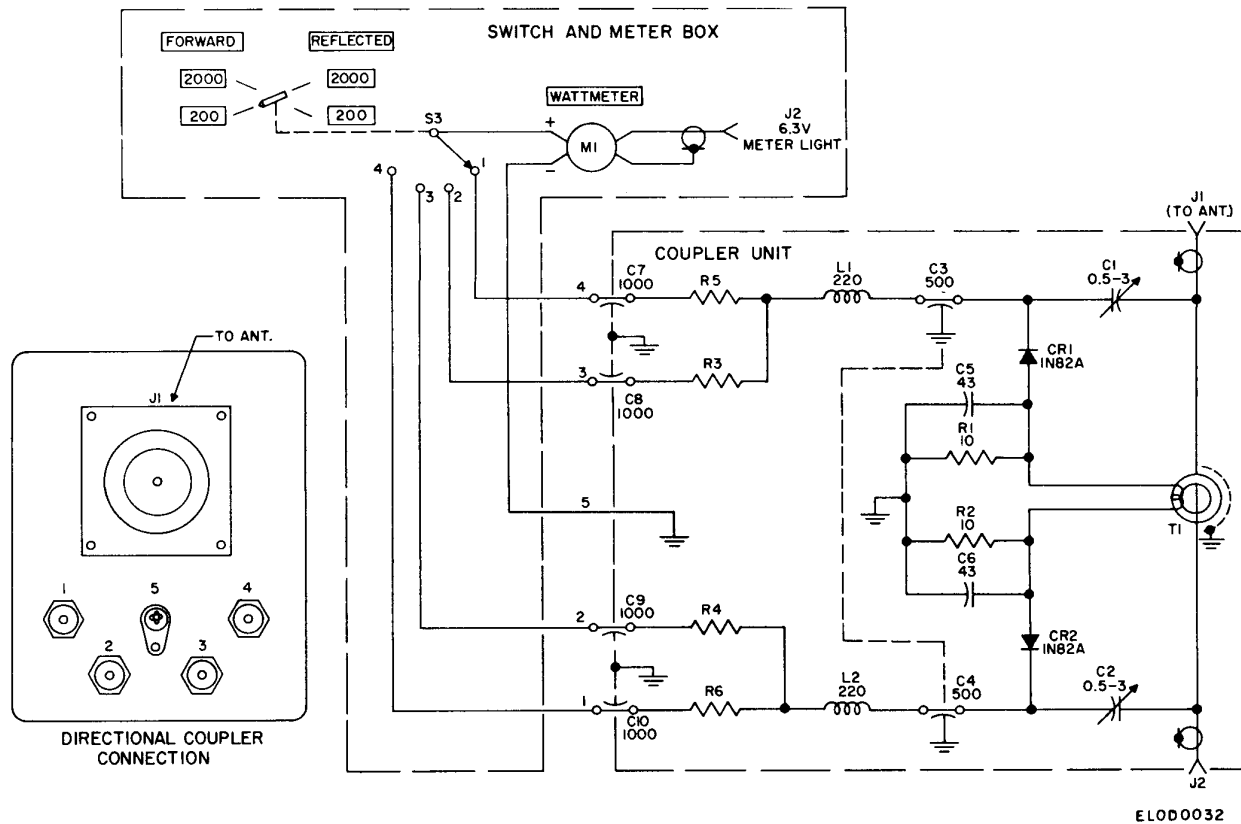 SWITCH AND METER BOX
FORWARD
REFLECTED
2000
2000
200
200
WATTMETER
S3
+
M1
-
J2
6.3V
METER LIGHT
4
3
2
1
J1
(TO ANT.)
COUPLER UNIT
4
C7
1000
R5
L1
220
C3
500
C1
0.5-3
3
C8
1000
R3
CR1
IN82A
C5
43
R1
10
5
R2
10
C6
43
T1
2
C9
1000
R4
CR2
IN82A
1
C10
1000
R6
L2
220
C4
500
C2
0.5-3
J2
TO ANT.
J1
1
5
4
2
3
DIRECTIONAL COUPLER
CONNECTION
ELOD0032